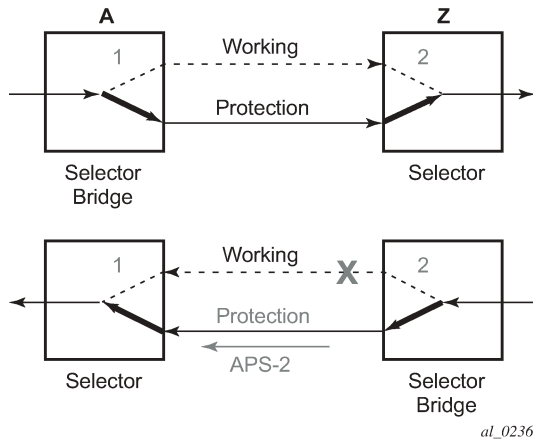 A
Z
1
Working
2
Protection
Selector
Bridge
Selector
1
Working
X
2
Protection
APS-2
Selector
Selector
Bridge
al_0236